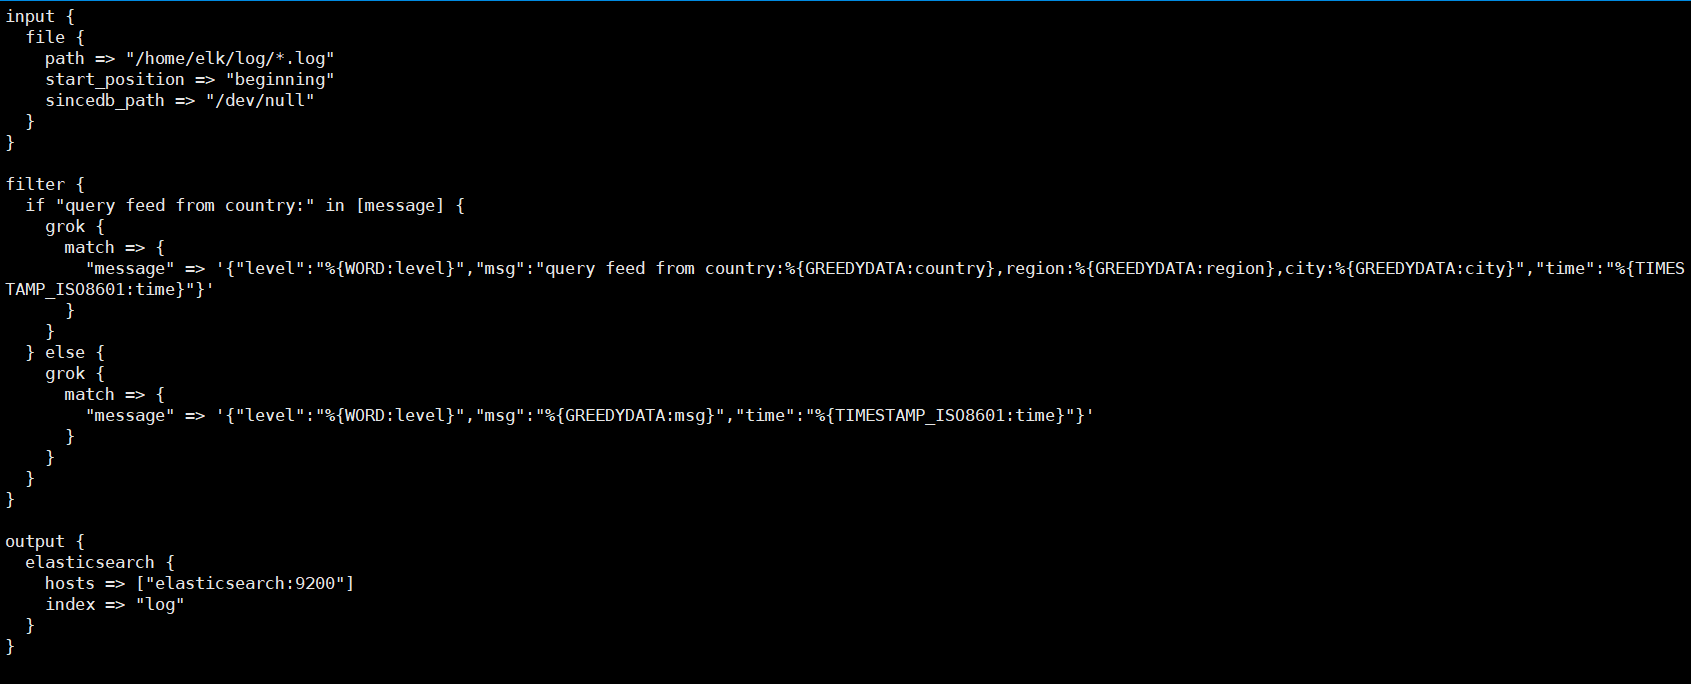 input {
  file {
    path => "/home/elk/log/*.log"
    start_position => "beginning"
    sincedb_path => "/dev/null"
  }
}

filter {
  if "query feed from country:" in [message] {
    grok {
      match => {
        "message" => '{"level":"%{WORD:level}","msg":"query feed from country:%{GREEDYDATA:country},region:%{GREEDYDATA:region},city:%{GREEDYDATA:city}","time":"%{TIMES
TAMP_ISO8601:time}"}'
      }
    }
  } else {
    grok {
      match => {
        "message" => '{"level":"%{WORD:level}","msg":"%{GREEDYDATA:msg}","time":"%{TIMESTAMP_ISO8601:time}"}'
      }
    }
  }
}

output {
  elasticsearch {
    hosts => ["elasticsearch:9200"]
    index => "log"
  }
}